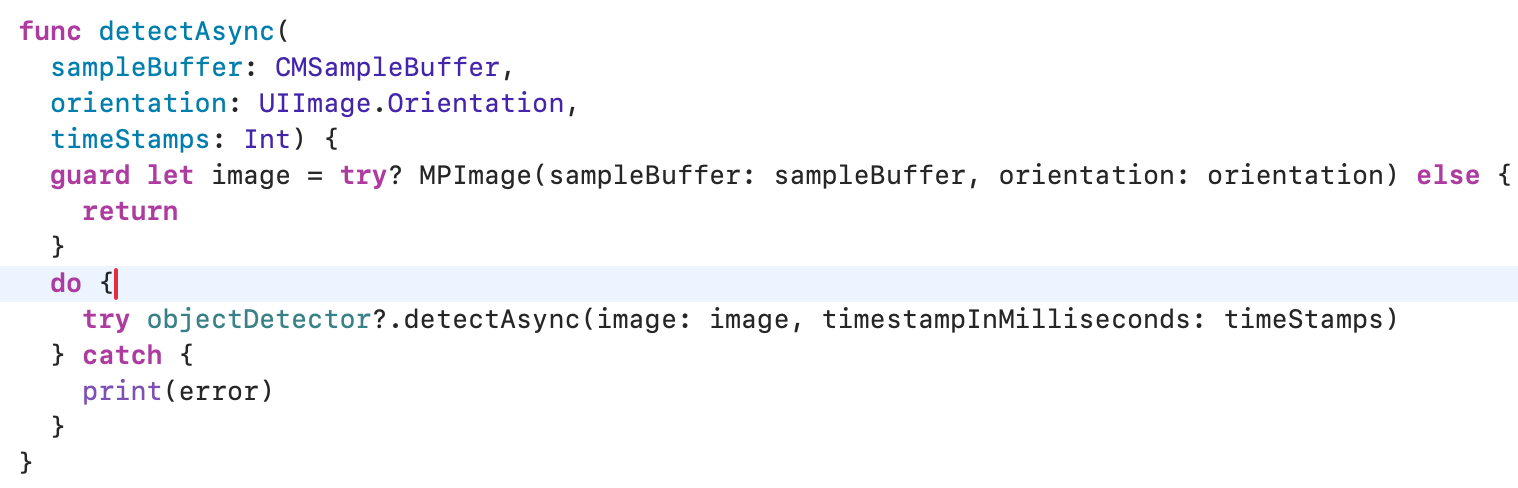 func detectAsync(
  sampleBuffer: CMSampleBuffer,
  orientation: UIImage.Orientation,
  timeStamps: Int) {
  guard let image = try? MPImage(sampleBuffer: sampleBuffer, orientation: orientation) else {
    return
  }
  do {
    try objectDetector?.detectAsync(image: image, timestampInMilliseconds: timeStamps)
  } catch {
    print(error)
  }
}